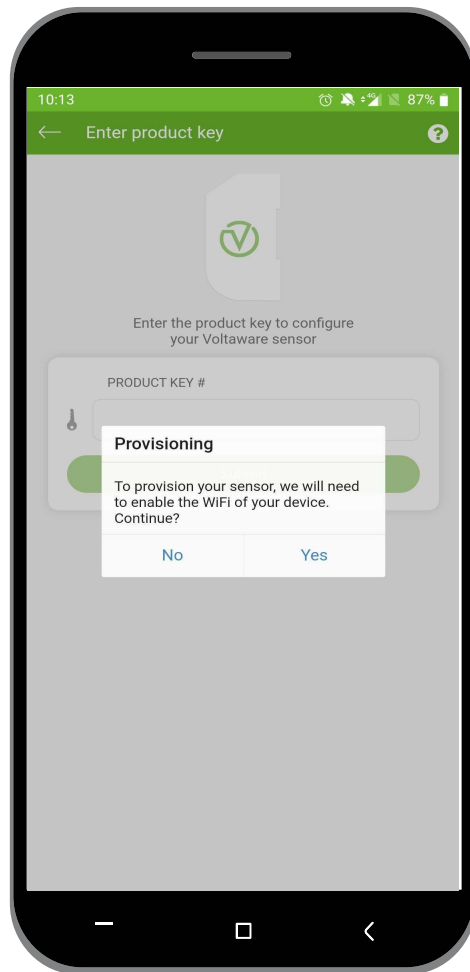 10:13
4G
87%
Enter product key
?
Enter the product key to configure
your Voltaware sensor
PRODUCT KEY #
Provisioning
To provision your sensor, we will need
to enable the WiFi of your device.
Continue?
No
Yes